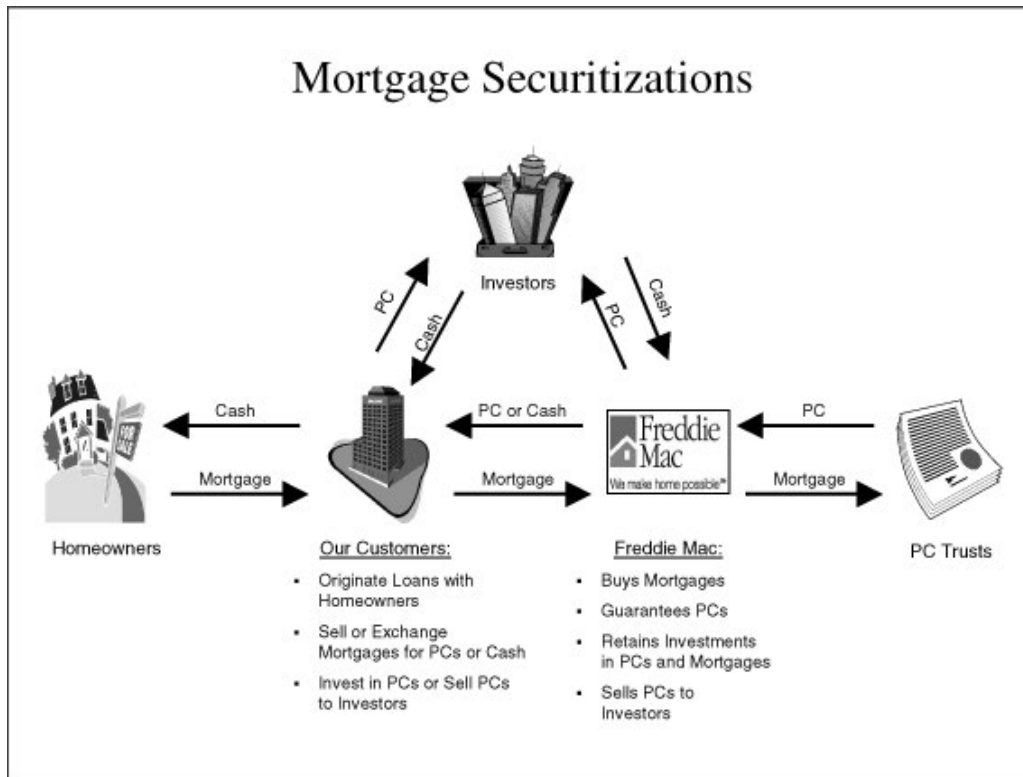 Mortgage Securitizations
Investors
PC
Cash
PC
Cash
Cash
Mortgage
PC or Cash
Mortgage
Freddie
Mac
We make home possible℠
PC
Mortgage
FOR
SALE
Homeowners
Our Customers:
▪ Originate Loans with
Homeowners
▪ Sell or Exchange
Mortgages for PCs or Cash
▪ Invest in PCs or Sell PCs
to Investors
Freddie Mac:
▪ Buys Mortgages
▪ Guarantees PCs
▪ Retains Investments
in PCs and Mortgages
▪ Sells PCs to
Investors
PC Trusts